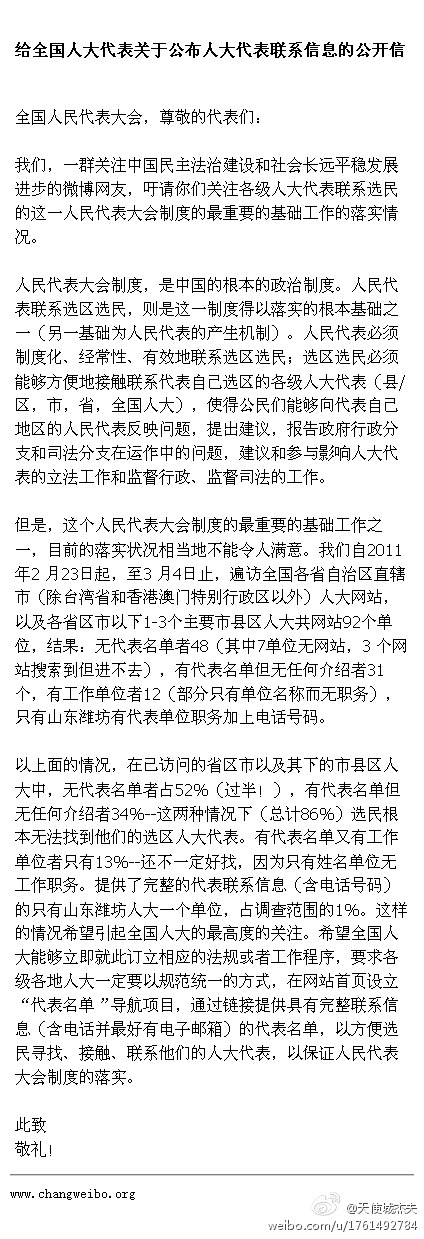 给全国人大代表关于公布人大代表联系信息的公开信
全国人民代表大会，尊敬的代表们：
我们，一群关注中国民主法治建设和社会长远平稳发展
进步的微博网友，吁请你们关注各级人大代表联系选民
的这一人民代表大会制度的最重要的基础工作的落实情
况。
人民代表大会制度，是中国的根本的政治制度。人民代
表联系选区选民，则是这一制度得以落实的根本基础之
一（另一基础为人民代表的产生机制）。人民代表必须
制度化、经常性、有效地联系选区选民；选区选民必须
能够方便地接触联系代表自己选区的各级人大代表（县/
区，市，省，全国人大），使得公民们能够向代表自己
地区的人民代表反映问题，提出建议，报告政府行政分
支和司法分支在运作中的问题，建议和参与影响人大代
表的立法工作和监督行政、监督司法的工作。
但是，这个人民代表大会制度的最重要的基础工作之
一，目前的落实状况相当地不能令人满意。我们自2011
年2 月23日起，至3 月4日止，遍访全国各省自治区直辖
市（除台湾省和香港澳门特别行政区以外）人大网站，
以及各省区市以下1-3个主要市县区人大共网站92个单
位，结果：无代表名单者48（其中7单位无网站，3 个网
站搜索到但进不去），有代表名单但无任何介绍者31
个，有工作单位者12（部分只有单位名称而无职务），
只有山东潍坊有代表单位职务加上电话号码。
以上面的情况，在已访问的省区市以及其下的市县区人
大中，无代表名单者占52%（过半！），有代表名单但
无任何介绍者34%--这两种情况下（总计86%）选民根
本无法找到他们的选区人大代表。有代表名单又有工作
单位者只有13%--还不一定好找，因为只有姓名单位无
工作职务。提供了完整的代表联系信息（含电话号码）
的只有山东潍坊人大一个单位，占调查范围的1%。这样
的情况希望引起全国人大的最高度的关注。希望全国人
大能够立即就此订立相应的法规或者工作程序，要求各
级各地人大一定要以规范统一的方式，在网站首页设立
“代表名单”导航项目，通过链接提供具有完整联系信
息（含电话并最好有电子邮箱）的代表名单，以方便选
民寻找、接触、联系他们的人大代表，以保证人民代表
大会制度的落实。
此致
敬礼！
www.changweibo.org
@天使城杰夫
weibo.com/u/1761492784